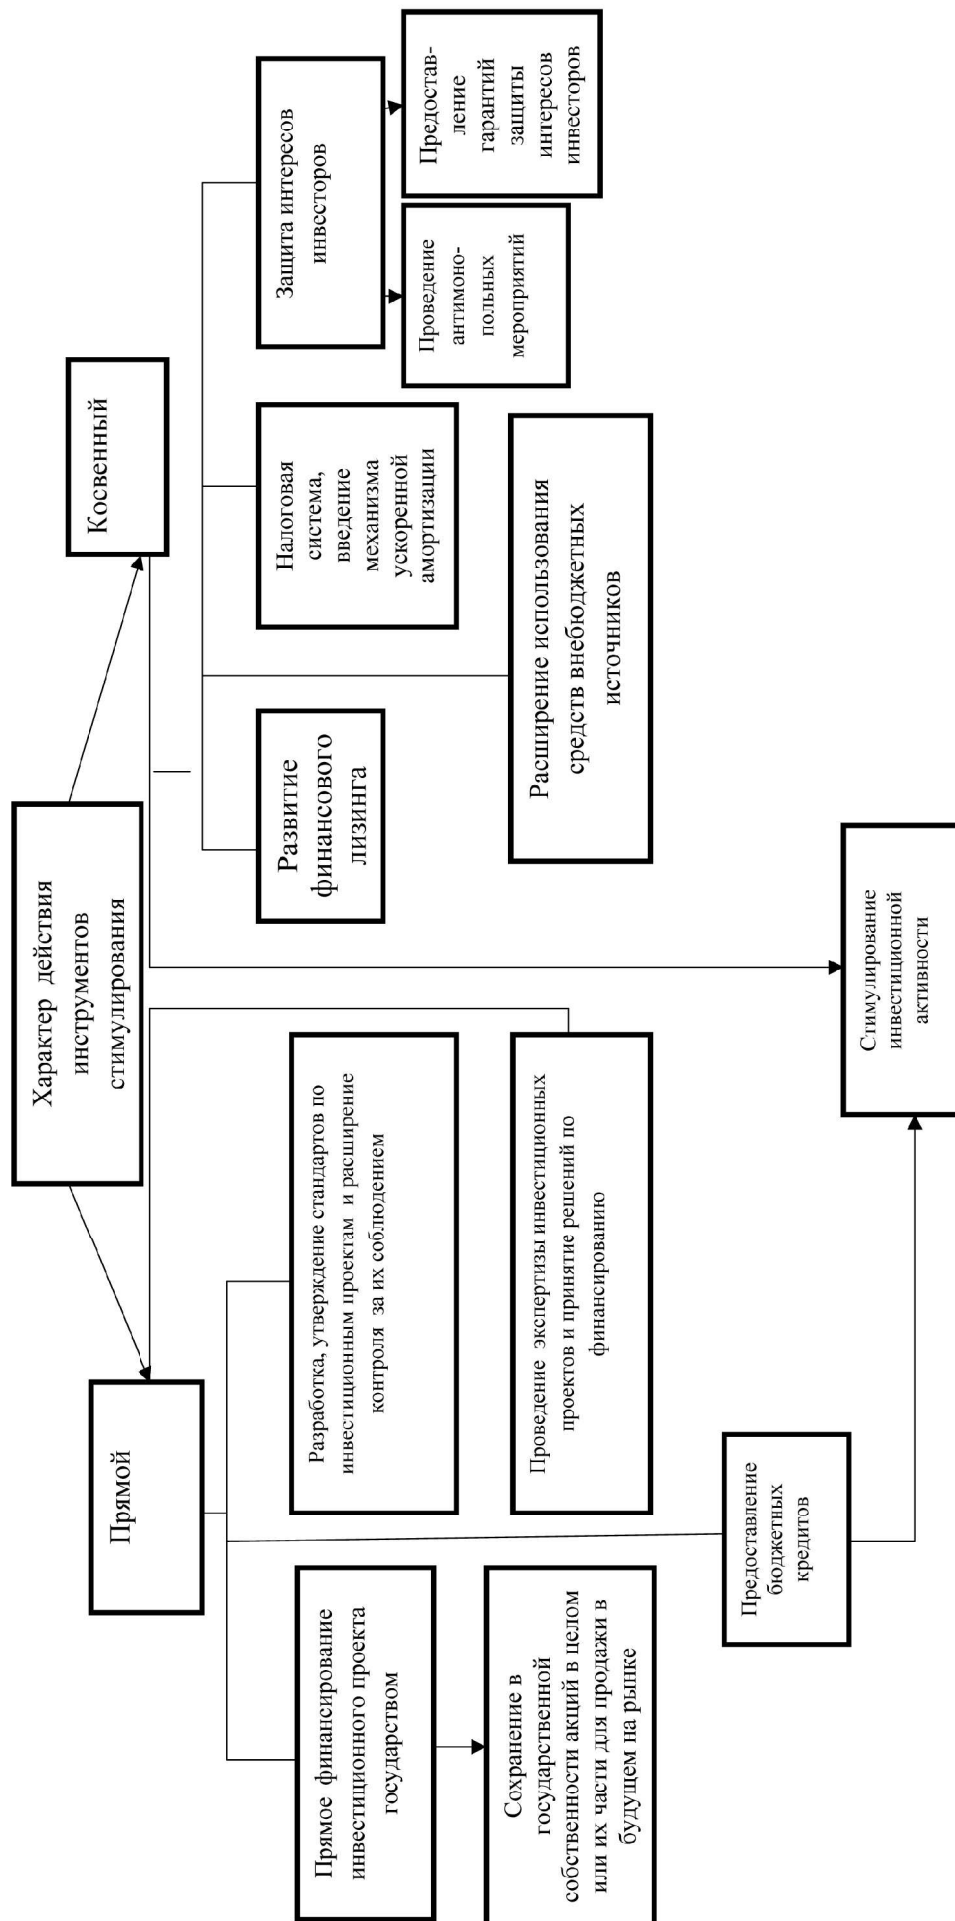 Характер действия
инструментов
стимулирования
Прямой
Косвенный
Прямое финансирование
инвестиционного проекта
государством
Разработка, утверждение стандартов по
инвестиционным проектам и расширение
контроля за их соблюдением
Развитие
финансового
лизинга
Налоговая
система,
введение
механизма
ускоренной
амортизации
Защита интересов
инвесторов
Сохранение в
государственной
собственности акций в целом
или их части для продажи в
будущем на рынке
Проведение экспертизы инвестиционных
проектов и принятие решений по
финансированию
Расширение использования
средств внебюджетных
источников
Проведение
антимоно-
польных
мероприятий
Предостав-
ление
гарантий
защиты
интересов
инвесторов
Предоставление
бюджетных
кредитов
Стимулирование
инвестиционной
активности